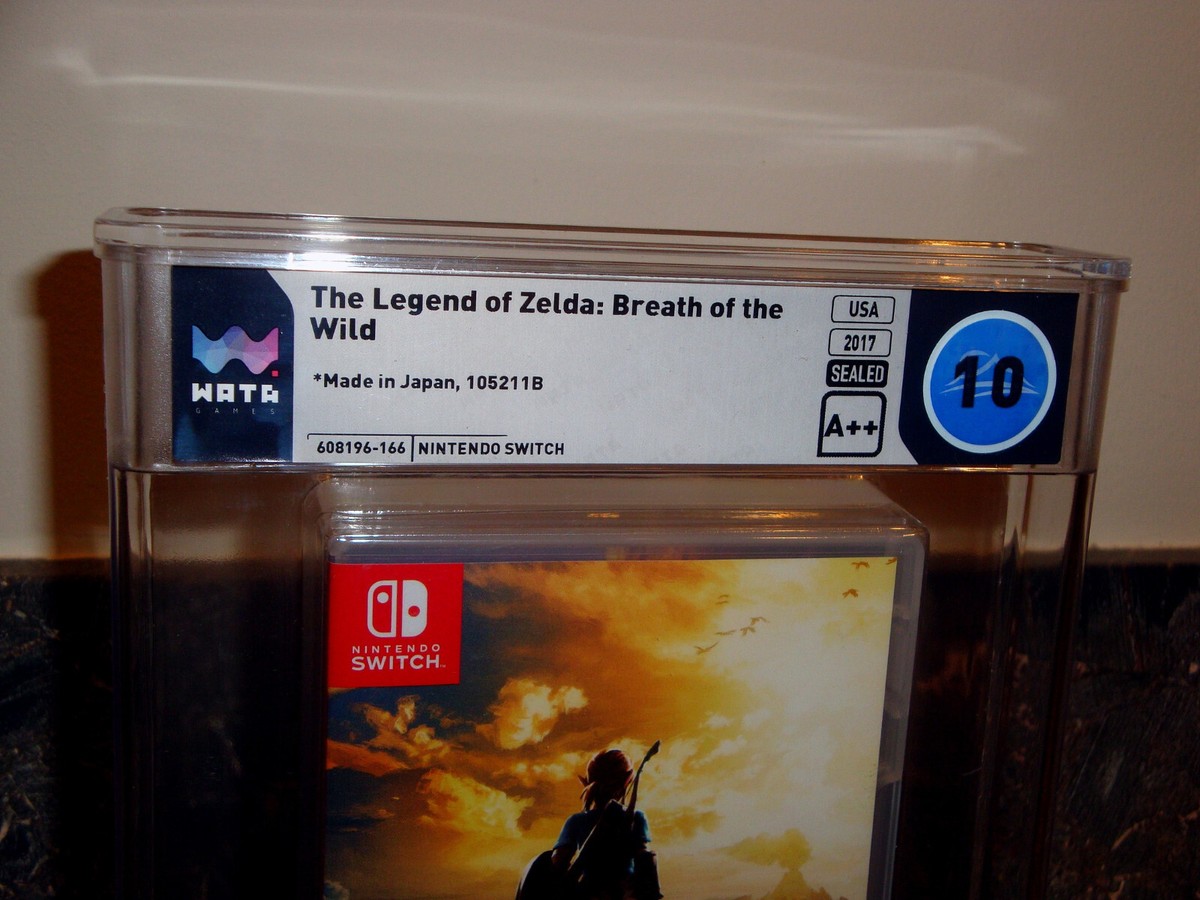 The Legend of Zelda: Breath of the
Wild
*Made in Japan, 105211B
608196-166 NINTENDO SWITCH
WATA
GAMES
USA
2017
SEALED
A++
10
NINTENDO
SWITCH